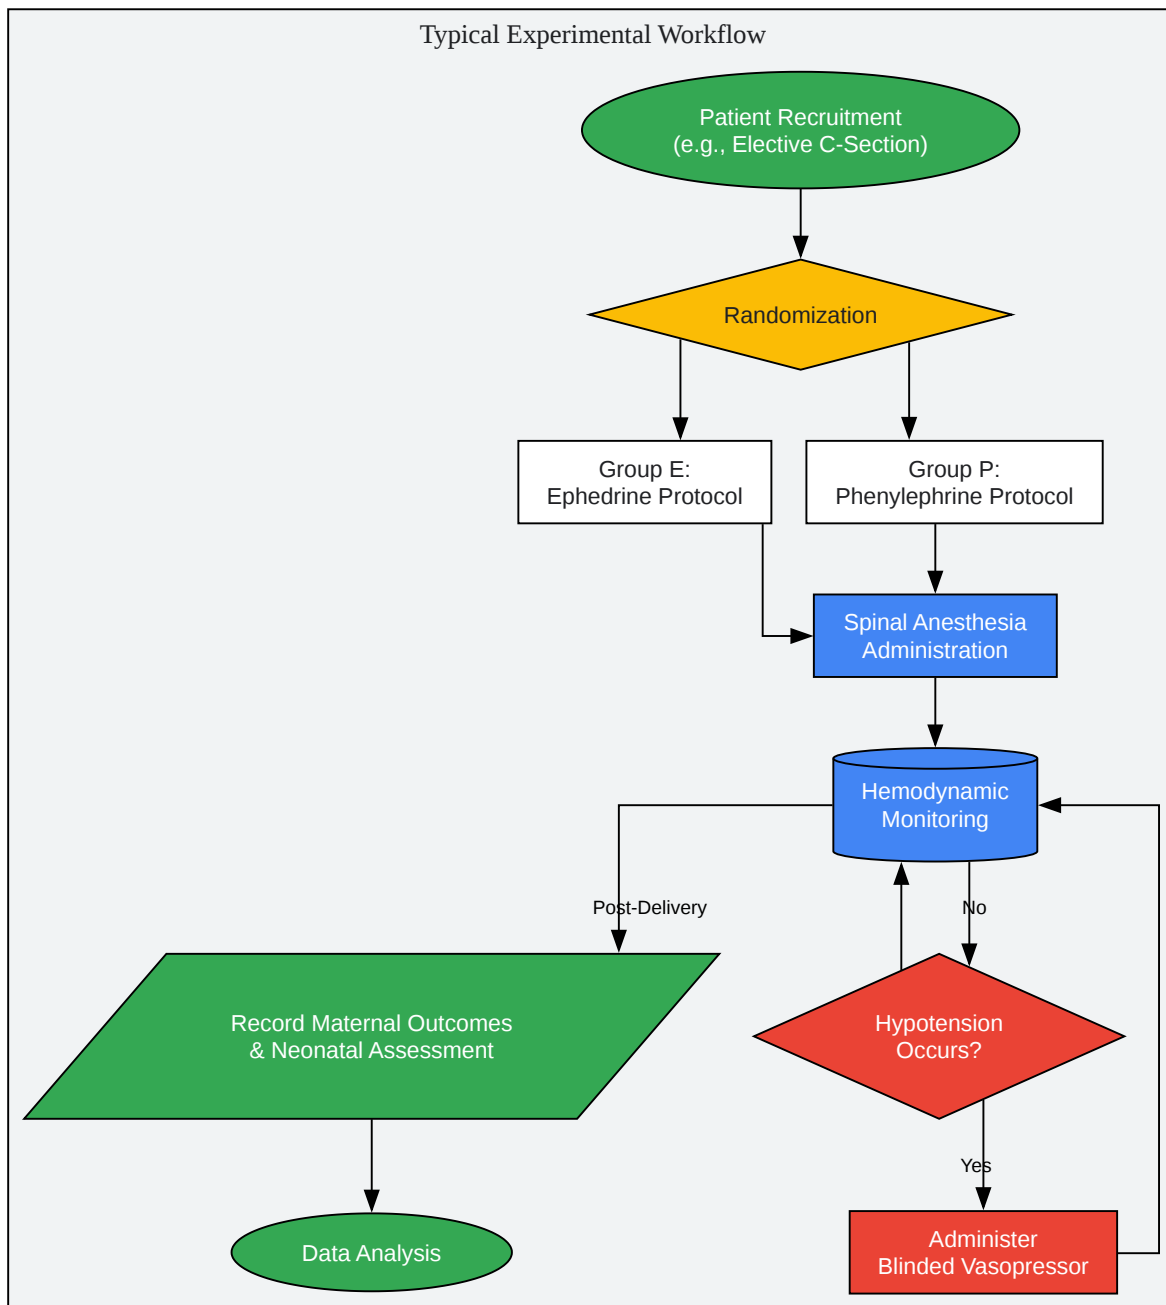 Typical Experimental Workflow
Patient Recruitment
(e.g., Elective C-Section)
Randomization
Group E:
Ephedrine Protocol
Group P:
Phenylephrine Protocol
Spinal Anesthesia
Administration
Hemodynamic
Monitoring
Post-Delivery
No
Record Maternal Outcomes
& Neonatal Assessment
Hypotension
Occurs?
Yes
Data Analysis
Administer
Blinded Vasopressor